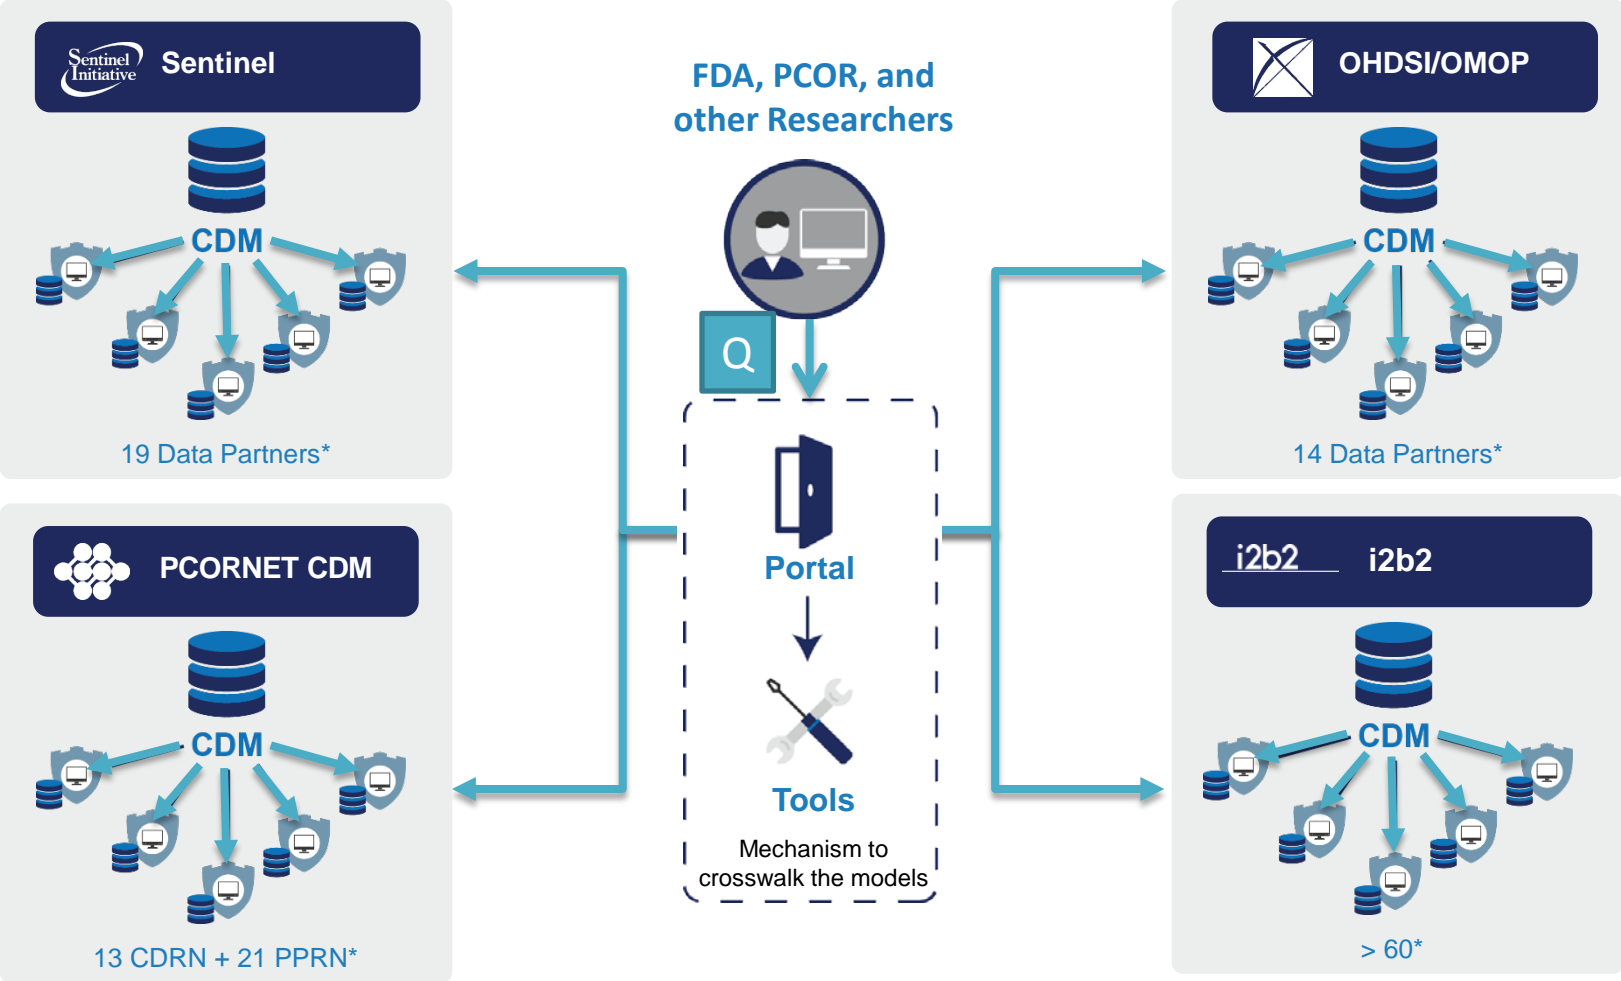 Sentinel
Initiative
Sentinel
CDM
19 Data Partners*
FDA, PCOR, and
other Researchers
Q
Portal
Tools
Mechanism to
crosswalk the models
OHDSI/OMOP
CDM
14 Data Partners*
PCORNET CDM
CDM
13 CDRN + 21 PPRN*
i2b2
i2b2
CDM
> 60*